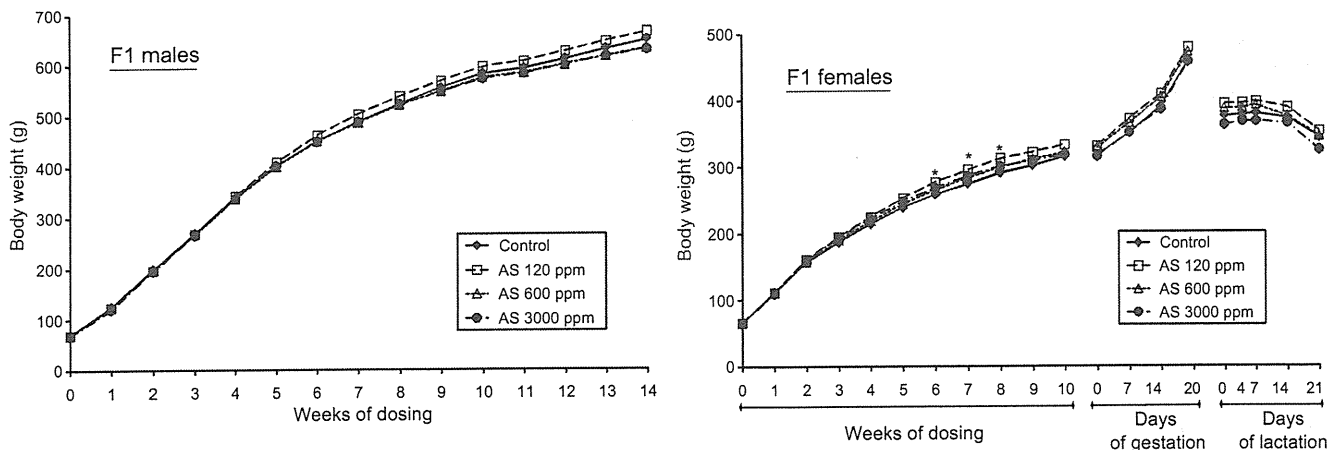 F1 males
Body weight (g)
700
600
500
400
300
200
100
0
Control
AS 120 ppm
AS 600 ppm
AS 3000 ppm
0 1 2 3 4 5 6 7 8 9 10 11 12 13 14
Weeks of dosing
F1 females
Body weight (g)
500
400
300
200
100
0
* * *
Control
AS 120 ppm
AS 600 ppm
AS 3000 ppm
0 1 2 3 4 5 6 7 8 9 10 0 7 14 20 0 4 7 14 21
Weeks of dosing
Days
of gestation
Days
of lactation